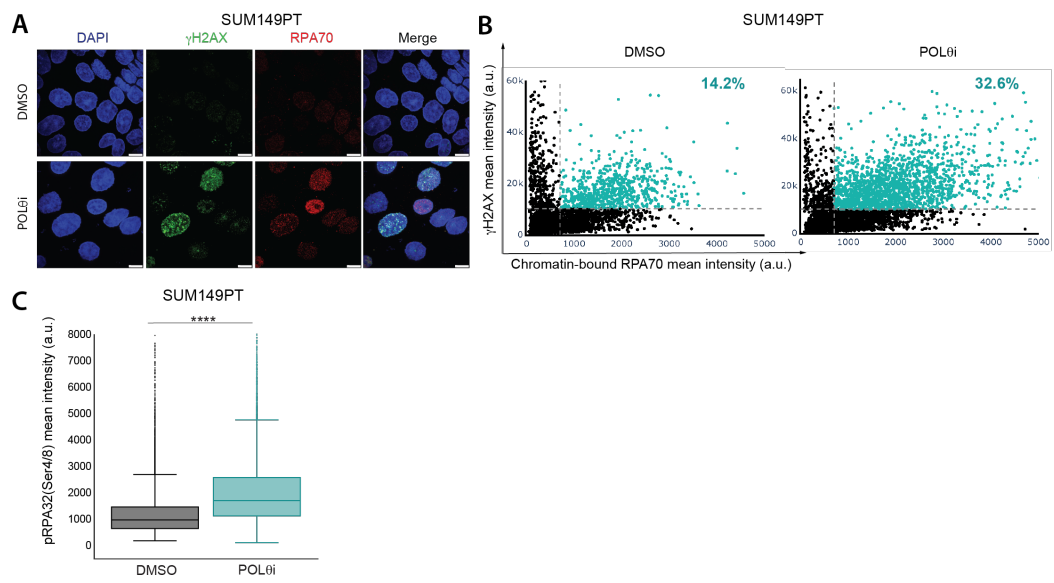 A
SUM149PT
DAPI γH2AX RPA70 Merge
DMSO
POLθi
B
SUM149PT
DMSO POLθi
γH2AX mean intensity (a.u.)
14.2%
60k
40k
20k
0
0 1000 2000 3000 4000 5000
32.6%
60k
40k
20k
0
0 1000 2000 3000 4000 5000
Chromatin-bound RPA70 mean intensity (a.u.)
C
SUM149PT
****
pRPA32(Ser4/8) mean intensity (a.u.)
8000
7000
6000
5000
4000
3000
2000
1000
0
DMSO POLθi